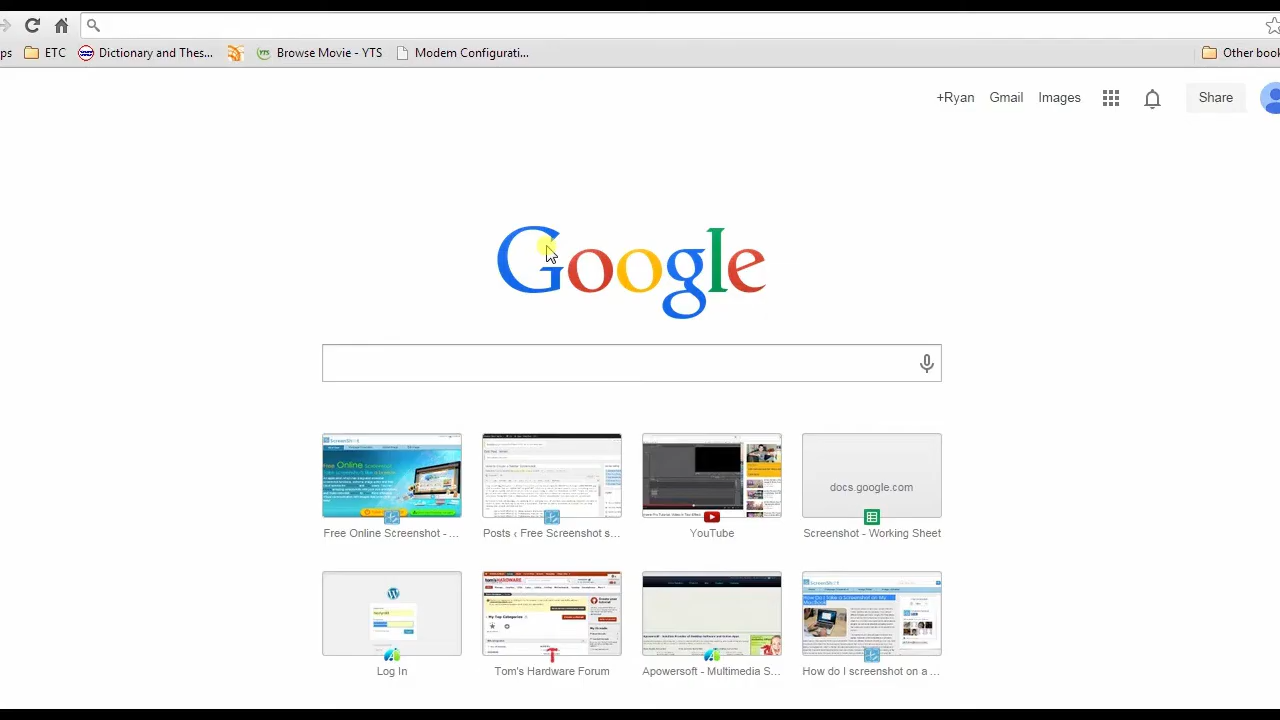 ps ETC Dictionary and Thes... YTS Browse Movie - YTS Modem Configurati... Other book
+Ryan Gmail Images Share
Google
docs.google.com
Free Online Screenshot - ... Posts ‹ Free Screenshot s... YouTube Screenshot - Working Sheet
Log In Tom's Hardware Forum Apowersoft - Multimedia S... How do I screenshot on a ...